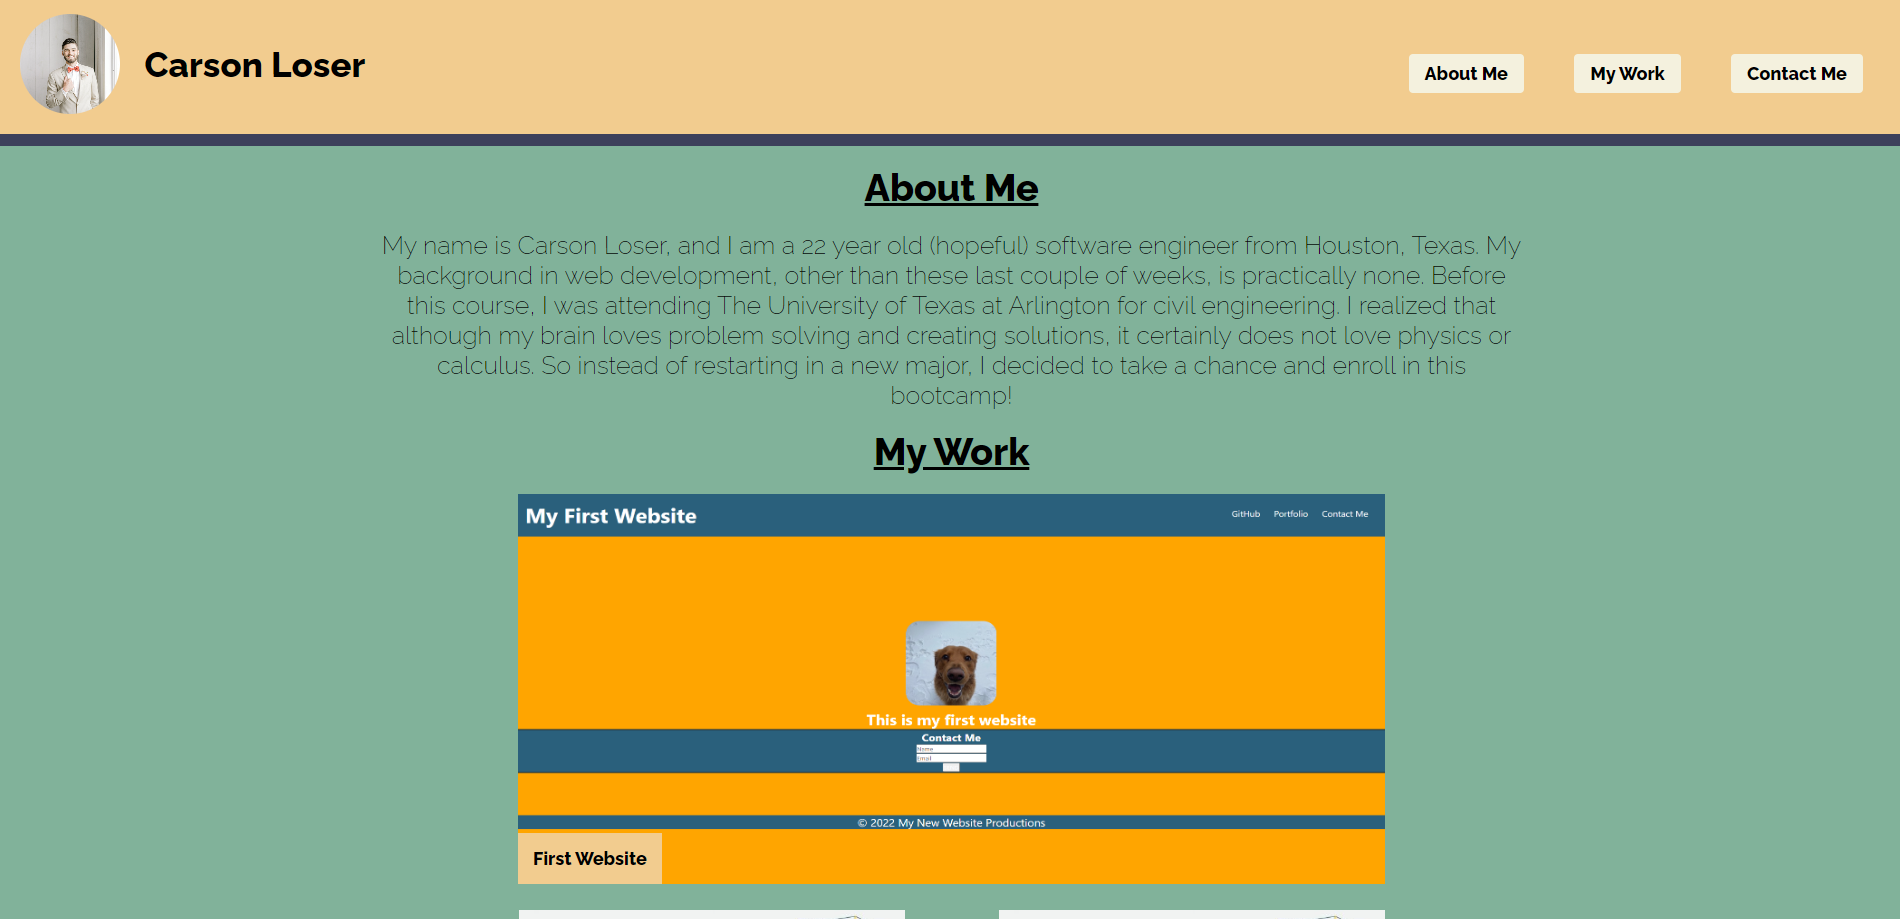 Carson Loser
About Me
My Work
Contact Me
About Me
My name is Carson Loser, and I am a 22 year old (hopeful) software engineer from Houston, Texas. My
background in web development, other than these last couple of weeks, is practically none. Before
this course, I was attending The University of Texas at Arlington for civil engineering. I realized that
although my brain loves problem solving and creating solutions, it certainly does not love physics or
calculus. So instead of restarting in a new major, I decided to take a chance and enroll in this
bootcamp!
My Work
My First Website
GitHub
Portfolio
Contact Me
This is my first website
Contact Me
Name
Email
© 2022 My New Website Productions
First Website